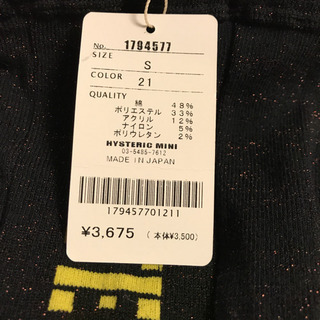 No. 1794577
SIZE
S
COLOR
21
QUALITY
綿 48%
ポリエステル 33%
アクリル 12%
ナイロン 5%
ポリウレタン 2%
HYSTERIC MINI
03-5485-7612
MADE IN JAPAN
179457701211
¥3,675 (本体¥3,500)